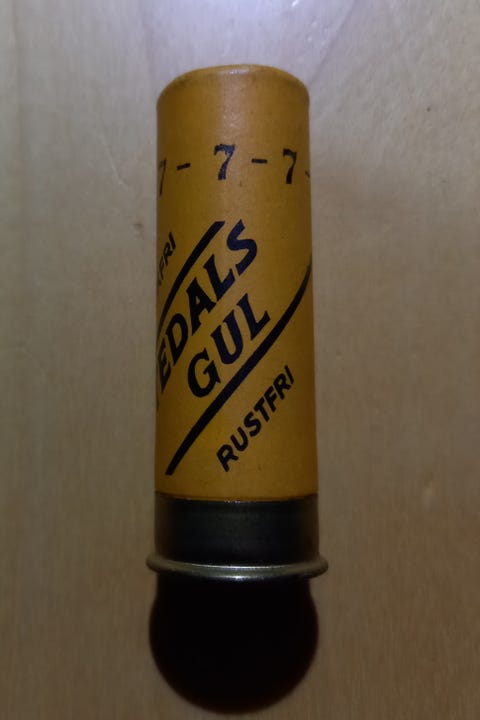 7 - 7 - 7 -
EDALS
GUL
RUSTFRI